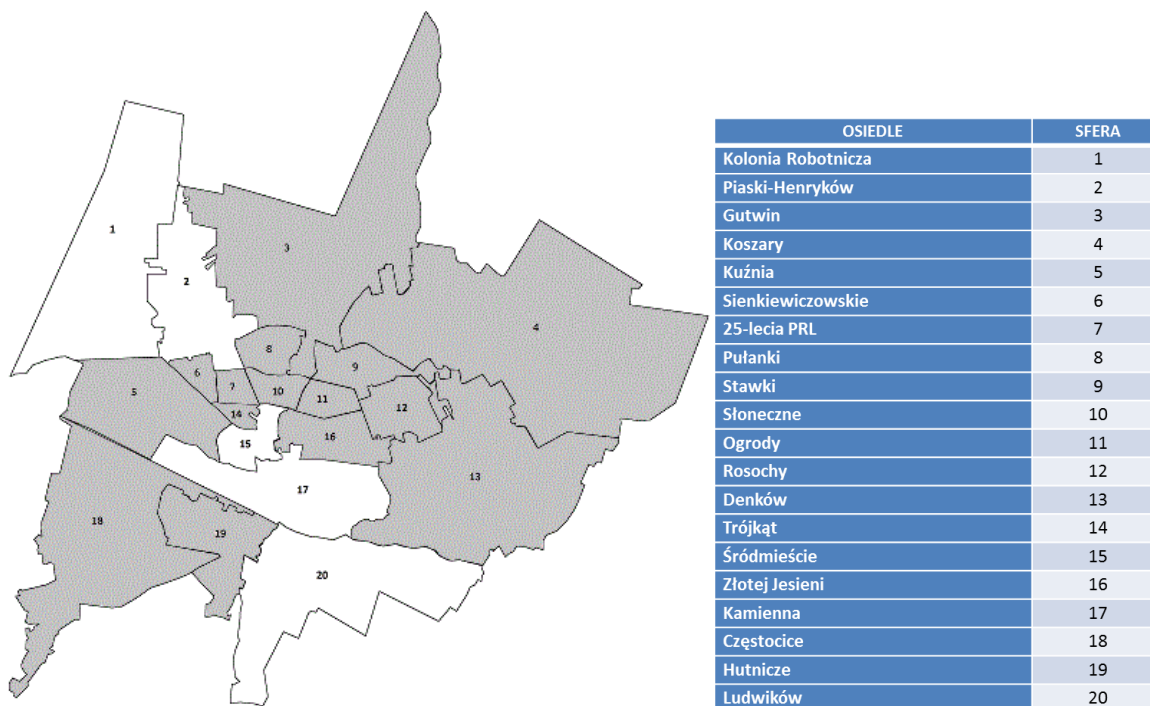 1
2
3
4
5
6
7
8
9
10
11
12
13
14
15
16
17
18
19
20
OSIEDLE SFERA
Kolonia Robotnicza 1
Piaski-Henryków 2
Gutwin 3
Koszary 4
Kuźnia 5
Sienkiewiczowskie 6
25-lecia PRL 7
Pułanki 8
Stawki 9
Słoneczne 10
Ogrody 11
Rosochy 12
Denków 13
Trójkąt 14
Śródmieście 15
Złotej Jesieni 16
Kamienna 17
Częstocice 18
Hutnicze 19
Ludwików 20